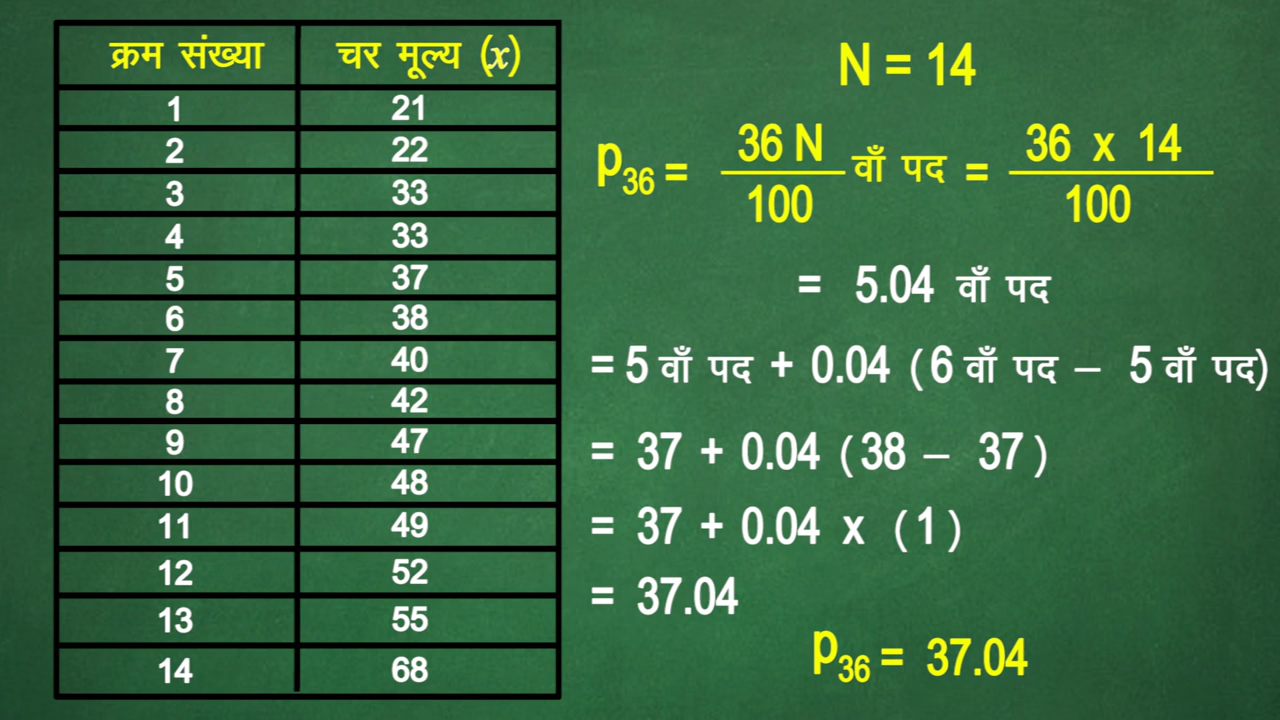 क्रम संख्या चर मूल्य (x)
1 21
2 22
3 33
4 33
5 37
6 38
7 40
8 42
9 47
10 48
11 49
12 52
13 55
14 68
N = 14
p36 = 36 N / 100 वाँ पद = 36 x 14 / 100
= 5.04 वाँ पद
= 5 वाँ पद + 0.04 (6 वाँ पद – 5 वाँ पद)
= 37 + 0.04 (38 – 37)
= 37 + 0.04 x (1)
= 37.04
p36 = 37.04